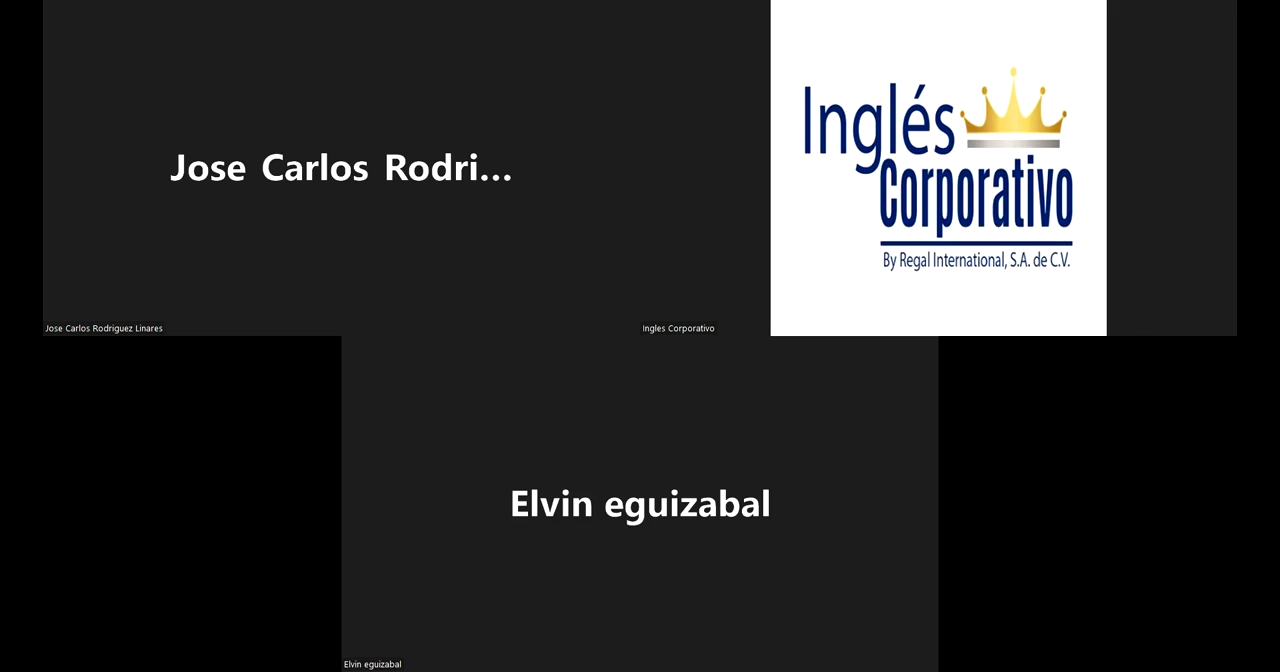 Jose Carlos Rodri...
Inglés
Corporativo
By Regal International, S.A. de C.V.
Jose Carlos Rodriguez Linares
Ingles Corporativo
Elvin eguizabal
Elvin eguizabal